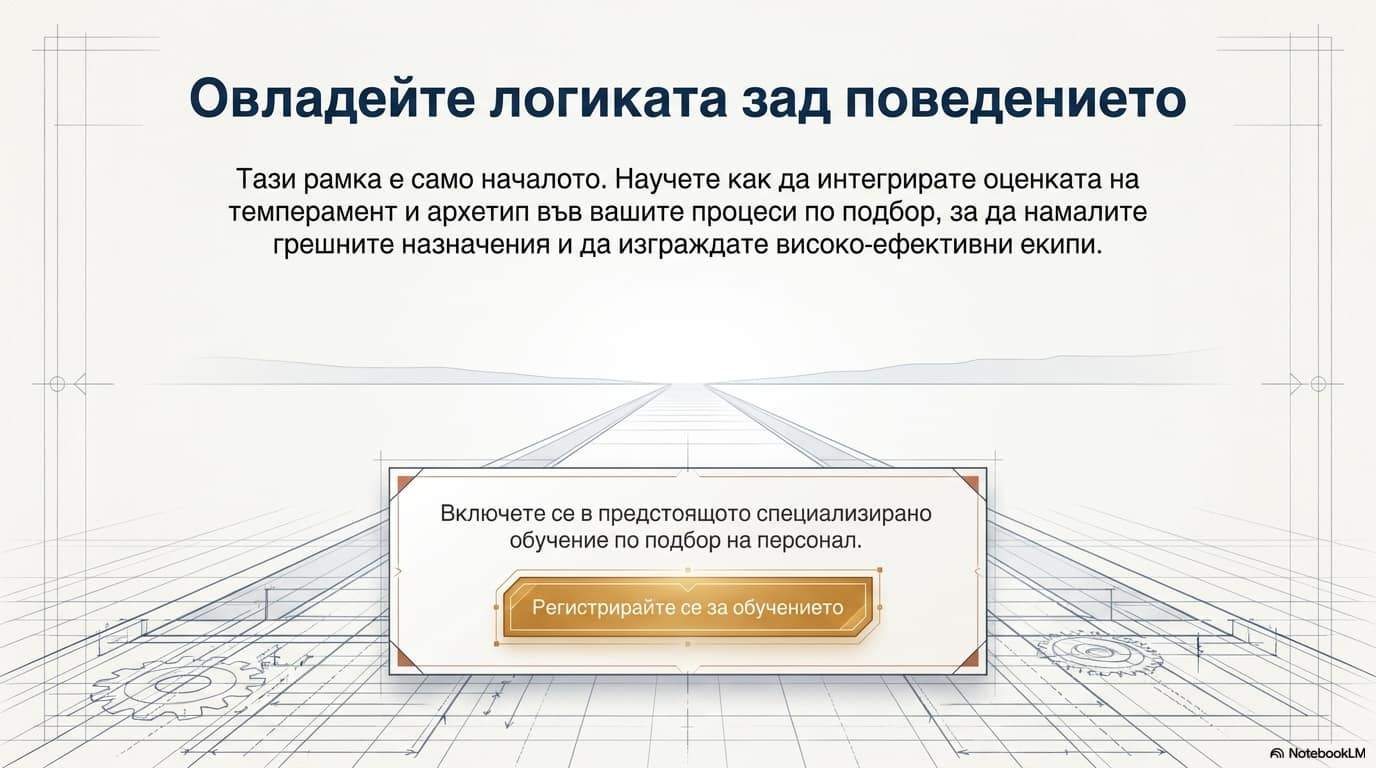 Овладейте логиката зад поведението
Тази рамка е само началото. Научете как да интегрирате оценката на
темперамент и архетип във вашите процеси по подбор, за да намалите
грешните назначения и да изграждате високо-ефективни екипи.
Включете се в предстоящото специализирано
обучение по подбор на персонал.
Регистрирайте се за обучението
NotebookLM